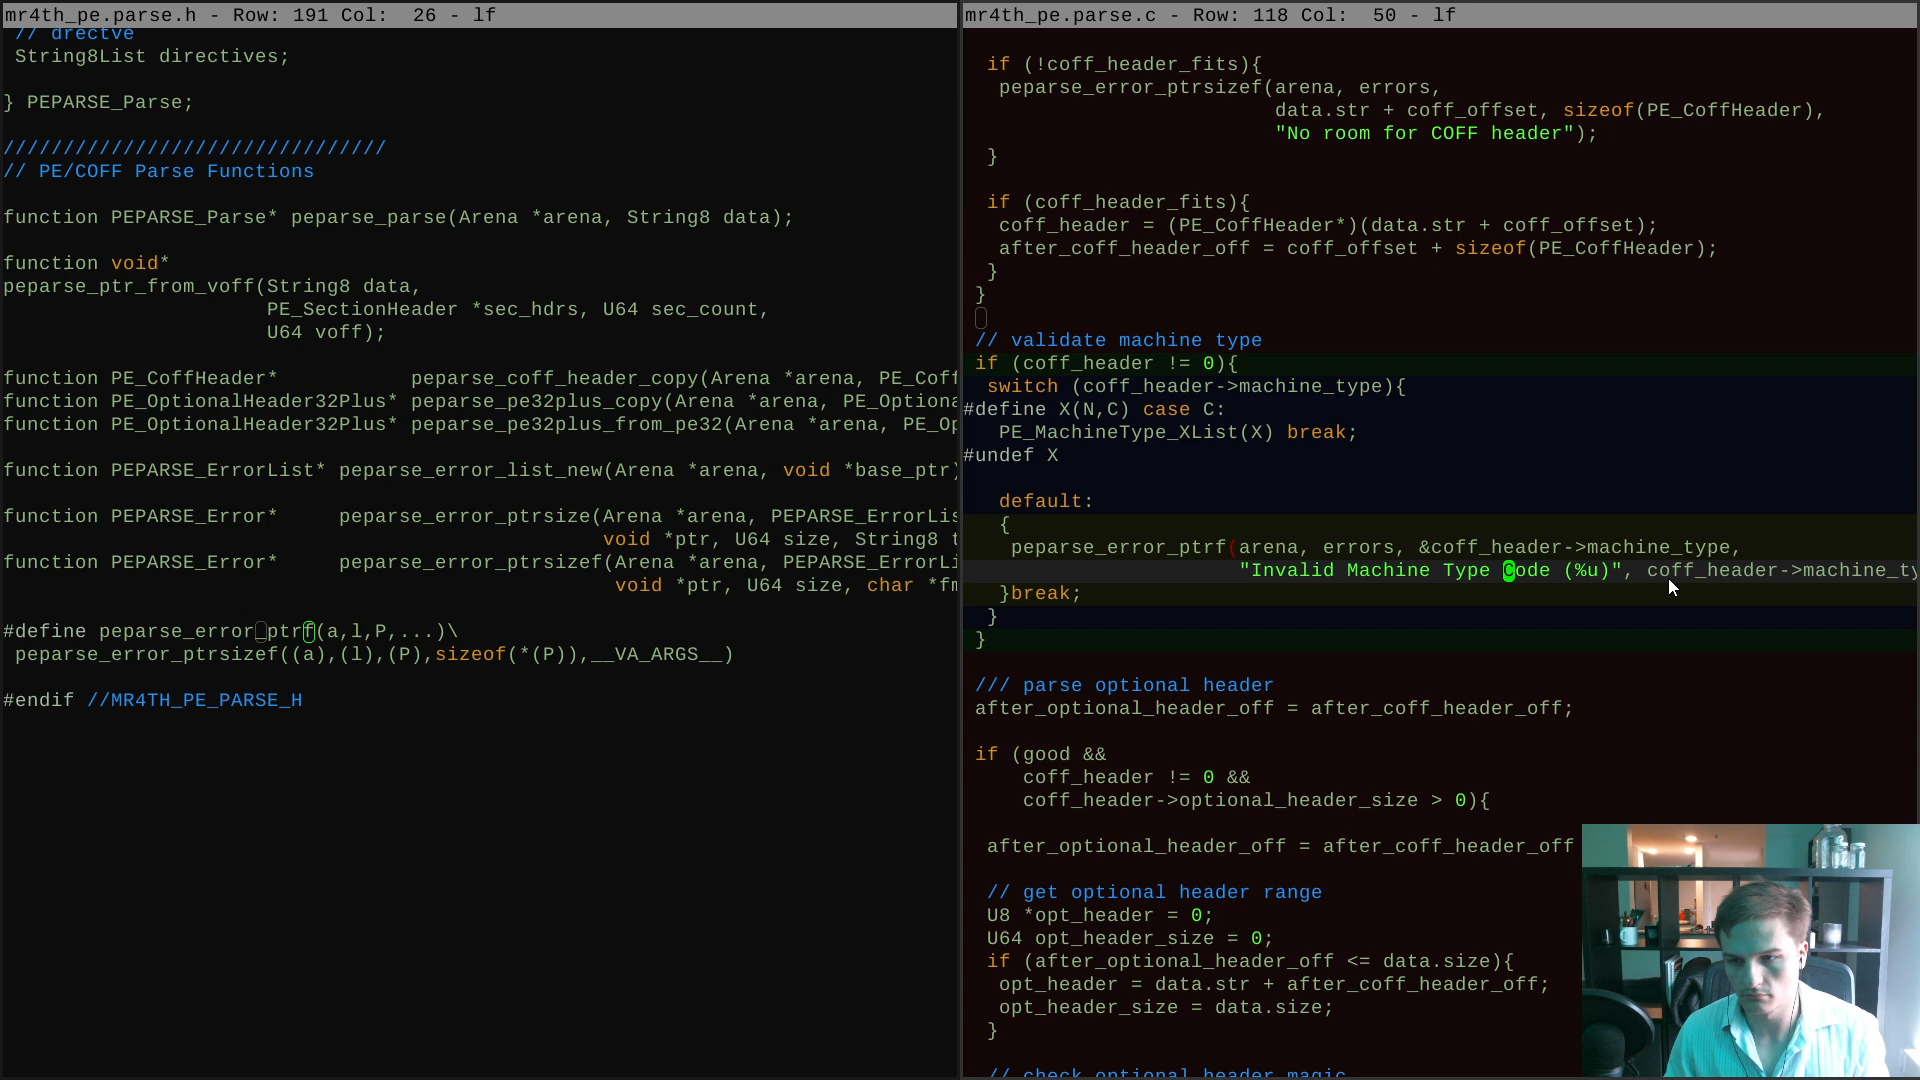 mr4th_pe.parse.h - Row: 191 Col:  26 - lf
// drectve
String8List directives;
} PEPARSE_Parse;
////////////////////////////////
// PE/COFF Parse Functions
function PEPARSE_Parse* peparse_parse(Arena *arena, String8 data);
function void*
peparse_ptr_from_voff(String8 data,
PE_SectionHeader *sec_hdrs, U64 sec_count,
U64 voff);
function PE_CoffHeader*           peparse_coff_header_copy(Arena *arena, PE_Coff
function PE_OptionalHeader32Plus* peparse_pe32plus_copy(Arena *arena, PE_Optiona
function PE_OptionalHeader32Plus* peparse_pe32plus_from_pe32(Arena *arena, PE_Op
function PEPARSE_ErrorList* peparse_error_list_new(Arena *arena, void *base_ptr)
function PEPARSE_Error*     peparse_error_ptrsize(Arena *arena, PEPARSE_ErrorLis
void *ptr, U64 size, String8 t
function PEPARSE_Error*     peparse_error_ptrsizef(Arena *arena, PEPARSE_ErrorLi
void *ptr, U64 size, char *fm
#define peparse_error_ptrf(a,l,P,...)\
peparse_error_ptrsizef((a),(l),(P),sizeof(*(P)),__VA_ARGS__)
#endif //MR4TH_PE_PARSE_H
mr4th_pe.parse.c - Row: 118 Col:  50 - lf
if (!coff_header_fits){
peparse_error_ptrsizef(arena, errors,
data.str + coff_offset, sizeof(PE_CoffHeader),
"No room for COFF header");
}
if (coff_header_fits){
coff_header = (PE_CoffHeader*)(data.str + coff_offset);
after_coff_header_off = coff_offset + sizeof(PE_CoffHeader);
}
}
// validate machine type
if (coff_header != 0){
switch (coff_header->machine_type){
#define X(N,C) case C:
PE_MachineType_XList(X) break;
#undef X
default:
{
peparse_error_ptrf(arena, errors, &coff_header->machine_type,
"Invalid Machine Type Code (%u)", coff_header->machine_ty
}break;
}
}
/// parse optional header
after_optional_header_off = after_coff_header_off;
if (good &&
coff_header != 0 &&
coff_header->optional_header_size > 0){
after_optional_header_off = after_coff_header_off
// get optional header range
U8 *opt_header = 0;
U64 opt_header_size = 0;
if (after_optional_header_off <= data.size){
opt_header = data.str + after_coff_header_off;
opt_header_size = data.size;
}
// check optional header magic